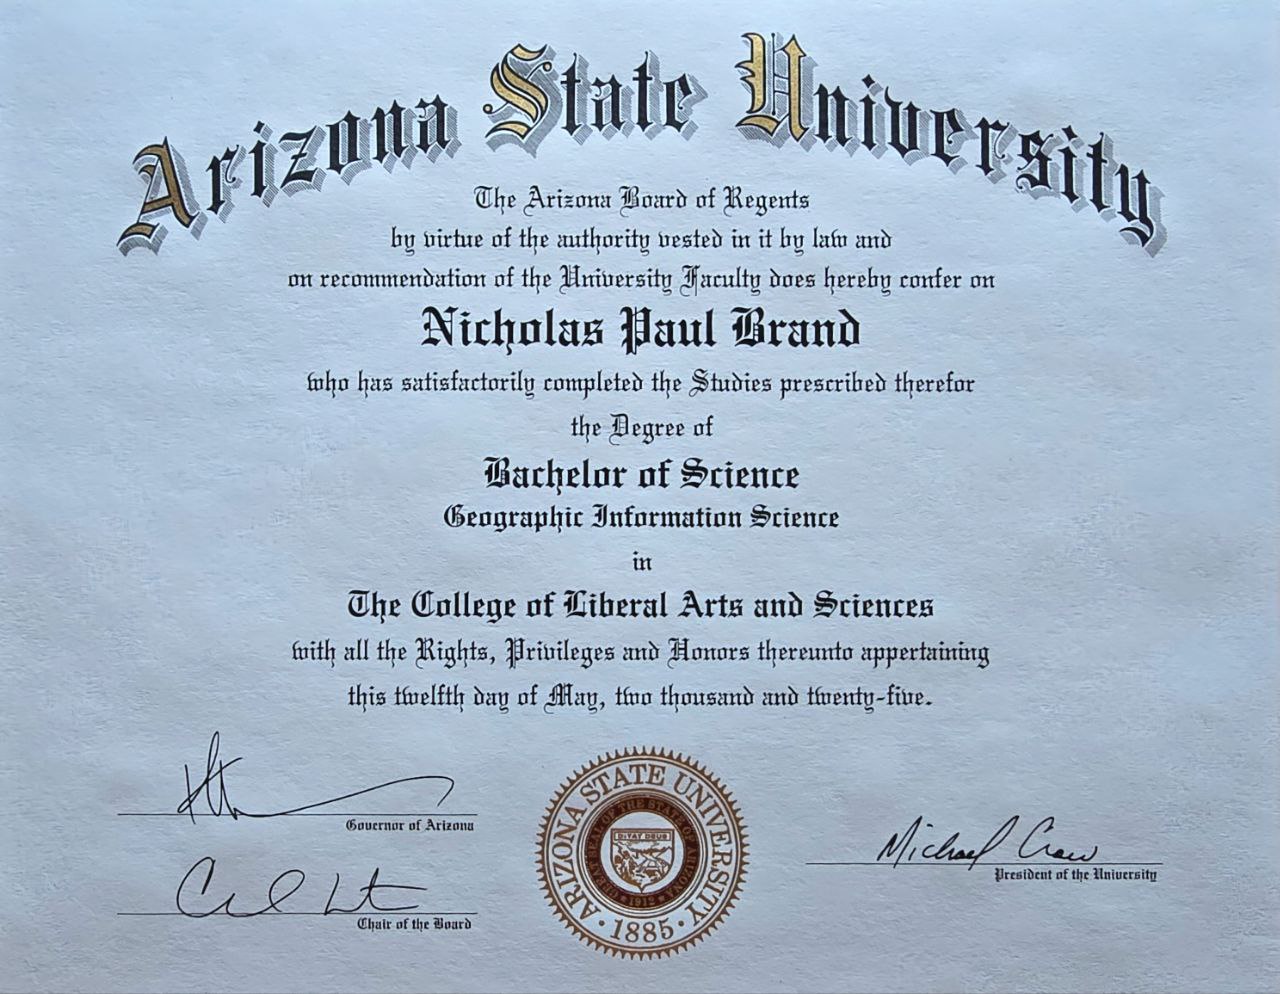 Arizona State University
The Arizona Board of Regents
by virtue of the authority vested in it by law and
on recommendation of the University Faculty does hereby confer on
Nicholas Paul Brand
who has satisfactorily completed the Studies prescribed therefor
the Degree of
Bachelor of Science
Geographic Information Science
in
The College of Liberal Arts and Sciences
with all the Rights, Privileges and Honors thereunto appertaining
this twelfth day of May, two thousand and twenty-five.
Governor of Arizona
Chair of the Board
ARIZONA STATE UNIVERSITY
GREAT SEAL OF THE STATE OF ARIZONA
DITAT DEUS
1912
· 1885 ·
Michael Crow
President of the University